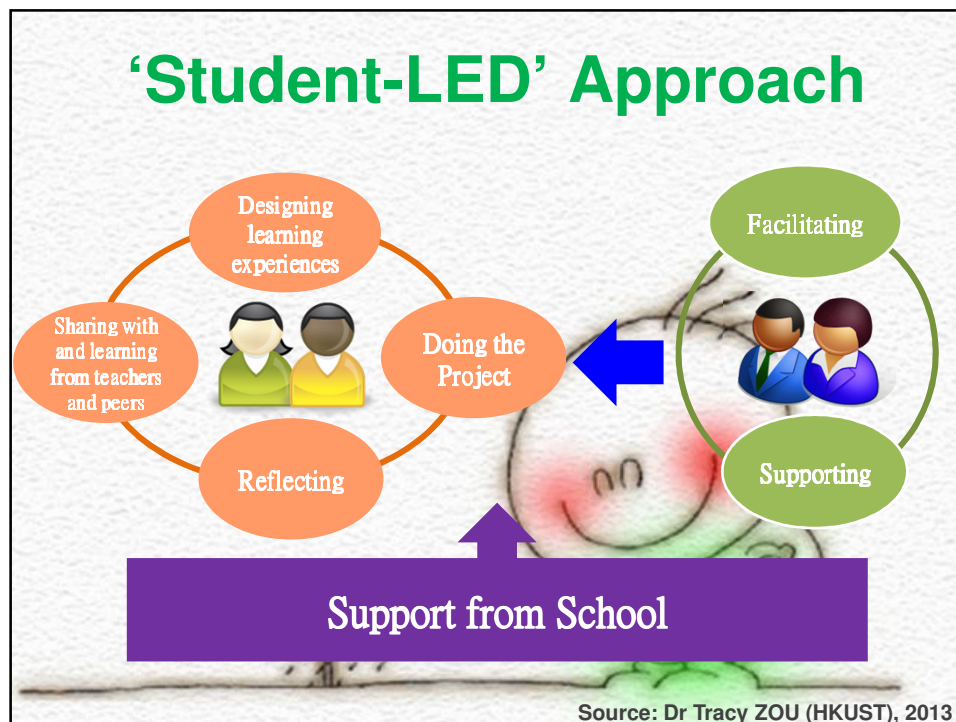 ‘Student-LED’ Approach
Designing
learning
experiences
Sharing with
and learning
from teachers
and peers
Doing the
Project
Reflecting
Facilitating
Supporting
Support from School
Source: Dr Tracy ZOU (HKUST), 2013